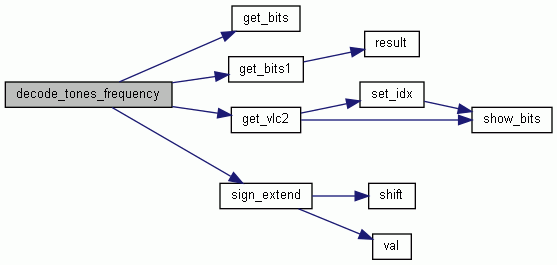 get_bits
result
get_bits1
decode_tones_frequency
set_idx
get_vlc2
show_bits
sign_extend
shift
val